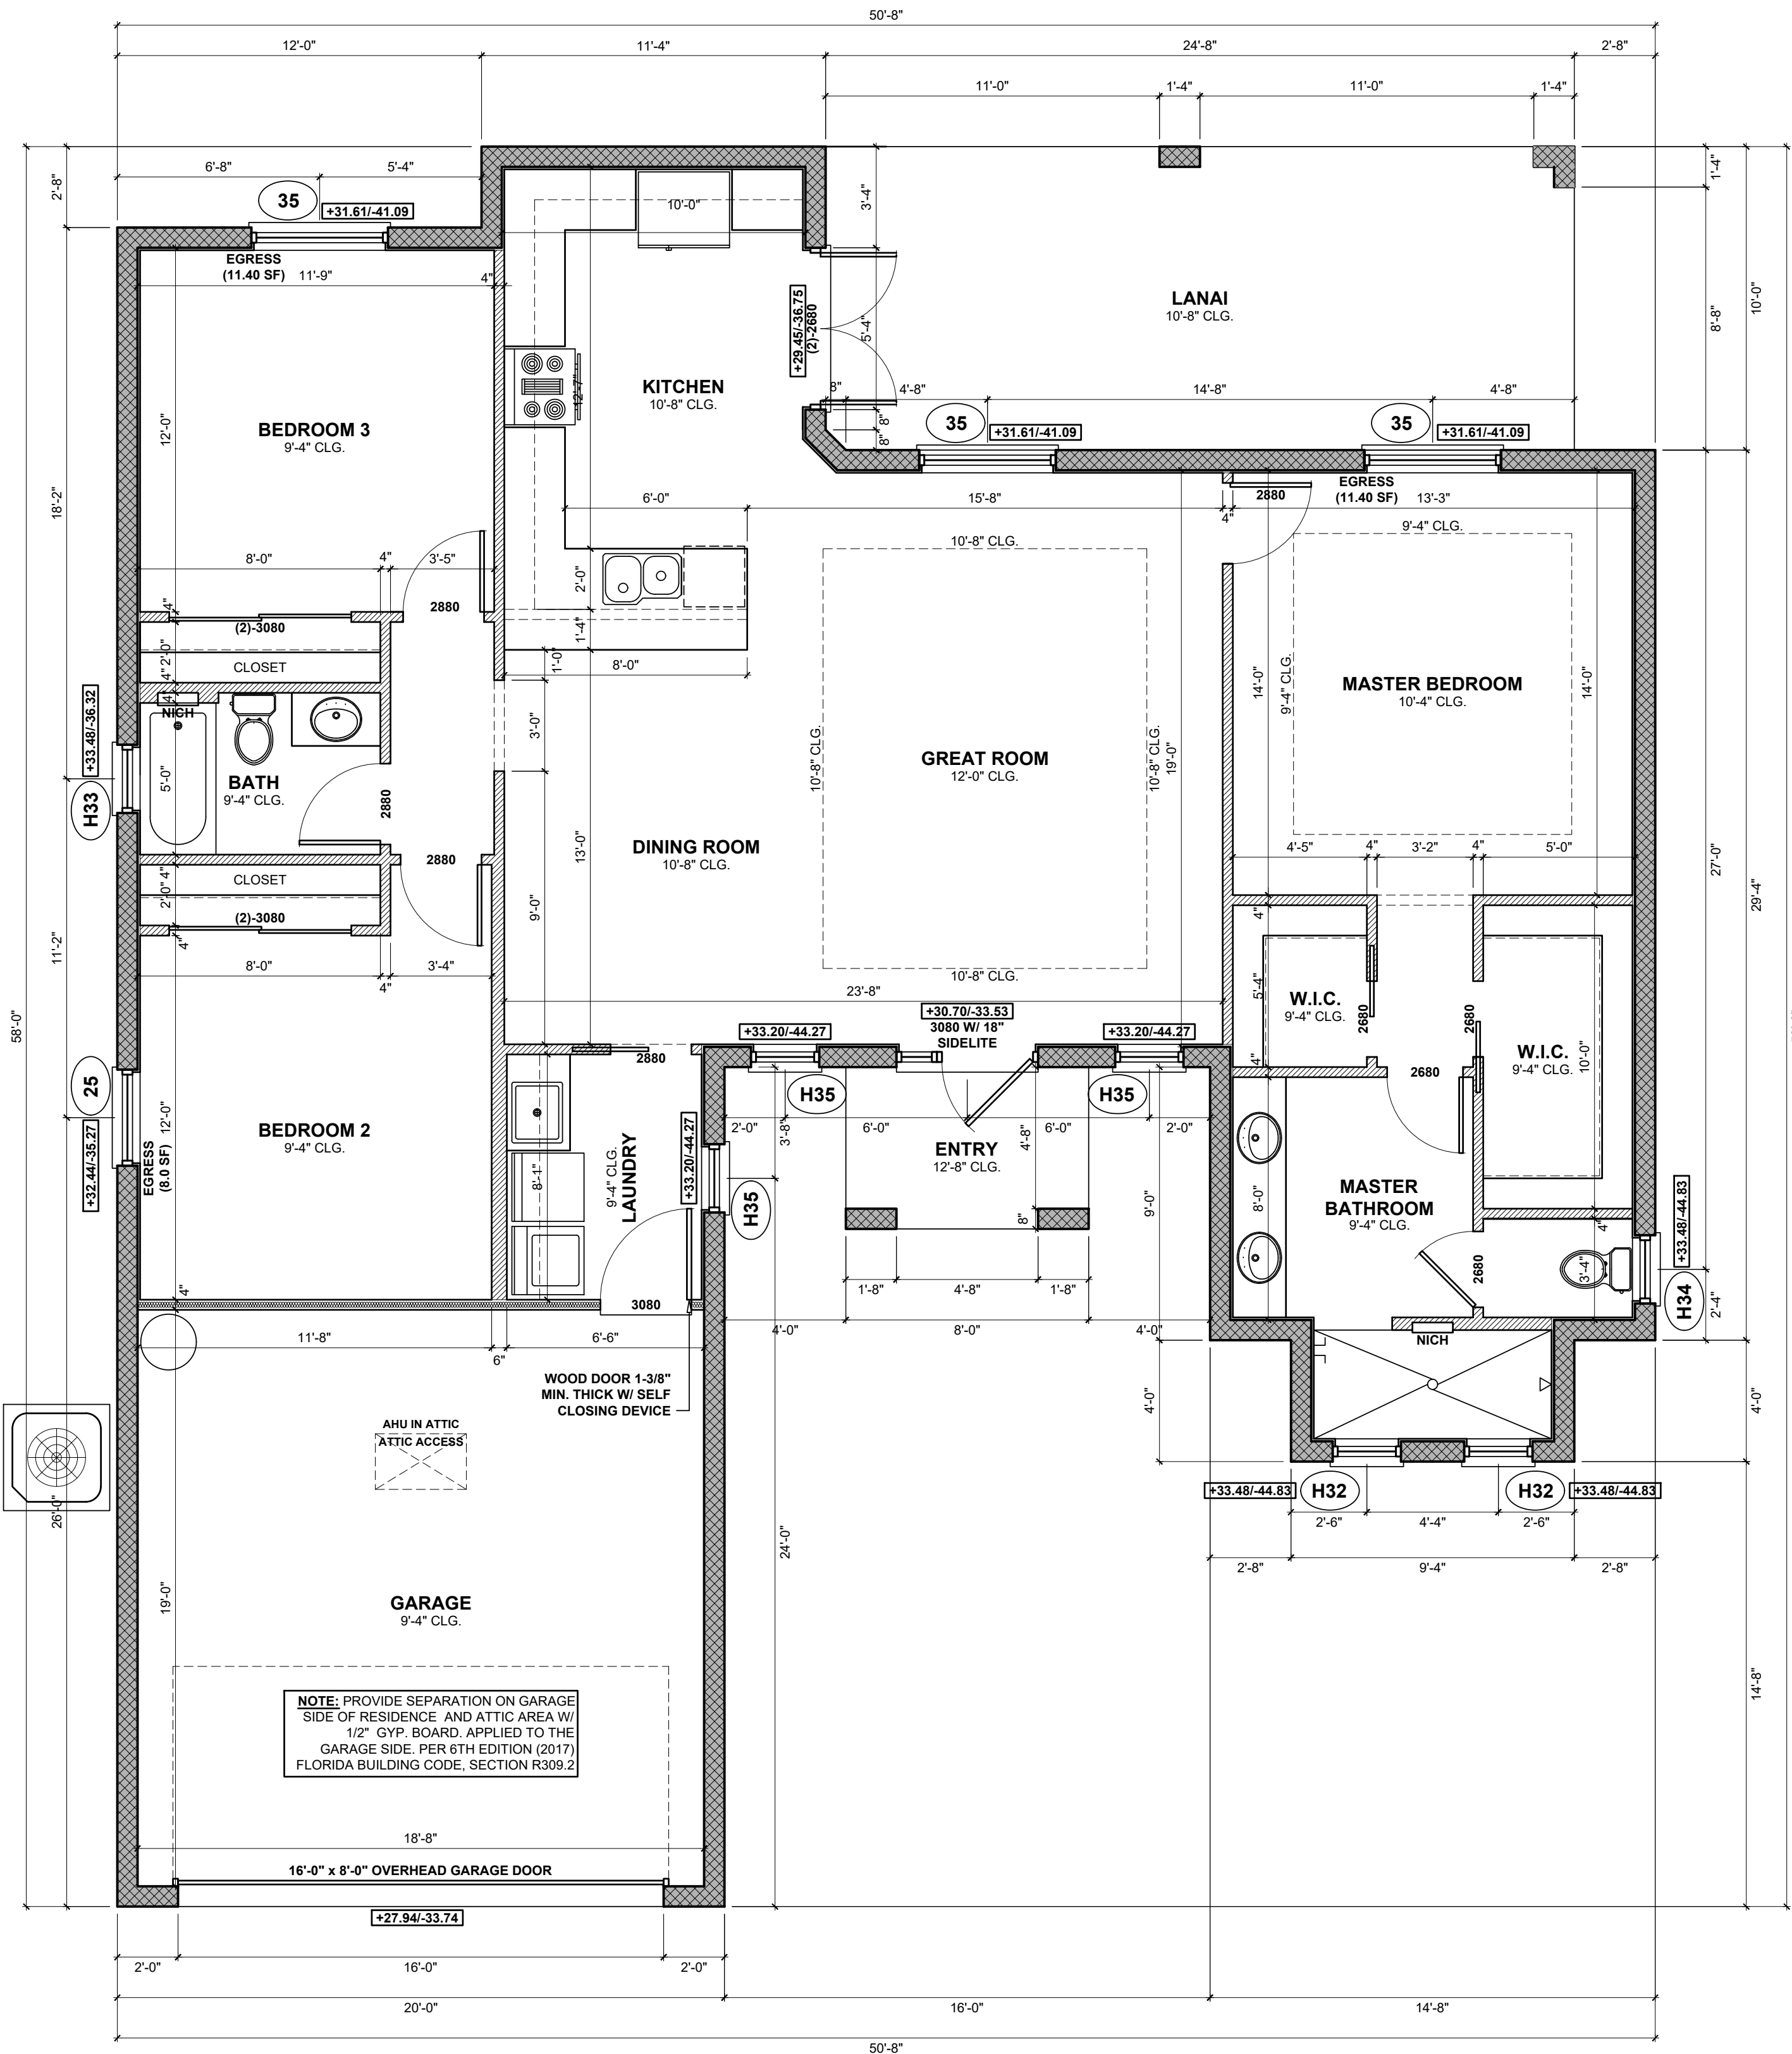 50'-8"
12'-0"
11'-4"
24'-8"
2'-8"
11'-0"
1'-4"
11'-0"
1'-4"
2'-8"
6'-8"
5'-4"
35
+31.61/-41.09
EGRESS
(11.40 SF)
11'-9"
4"
10'-0"
3'-4"
1'-4"
8'-8"
10'-0"
+29.45/-36.75
(2)-2680
5'-4"
LANAI
10'-8" CLG.
KITCHEN
10'-8" CLG.
12'-7"
8"
4'-8"
14'-8"
4'-8"
8"
8"
35
+31.61/-41.09
35
+31.61/-41.09
BEDROOM 3
9'-4" CLG.
12'-0"
18'-2"
6'-0"
15'-8"
4"
2880
EGRESS
(11.40 SF)
13'-3"
9'-4" CLG.
10'-8" CLG.
8'-0"
4"
3'-5"
2'-0"
4"
2880
(2)-3080
1'-4"
2'-0"
CLOSET
4"
4"
1'-0"
8'-0"
NICH
+33.48/-36.32
H33
3'-0"
BATH
9'-4" CLG.
5'-0"
2880
14'-0"
9'-4" CLG.
MASTER BEDROOM
10'-4" CLG.
14'-0"
GREAT ROOM
12'-0" CLG.
10'-8" CLG.
10'-8" CLG.
19'-0"
DINING ROOM
10'-8" CLG.
13'-0"
9'-0"
2880
4"
CLOSET
2'-0"
(2)-3080
4"
8'-0"
4"
3'-4"
11'-2"
4'-5"
4"
3'-2"
4"
5'-0"
27'-0"
29'-4"
4"
10'-8" CLG.
23'-8"
5'-4"
W.I.C.
9'-4" CLG.
2680
2680
W.I.C.
9'-4" CLG.
10'-0"
4"
2680
58'-0"
+33.20/-44.27
+30.70/-33.53
3080 W/ 18"
SIDELITE
+33.20/-44.27
2880
H35
H35
25
+32.44/-35.27
EGRESS
(8.0 SF)
12'-0"
BEDROOM 2
9'-4" CLG.
8'-1"
9'-4" CLG.
LAUNDRY
+33.20/-44.27
H35
2'-0"
3'-8"
6'-0"
4'-8"
6'-0"
2'-0"
ENTRY
12'-8" CLG.
8"
9'-0"
8'-0"
MASTER
BATHROOM
9'-4" CLG.
4"
3'-4"
2680
+33.48/-44.83
H34
2'-4"
1'-8"
4'-8"
1'-8"
4"
3080
4'-0"
8'-0"
4'-0"
NICH
11'-8"
6"
6'-6"
WOOD DOOR 1-3/8"
MIN. THICK W/ SELF
CLOSING DEVICE
4'-0"
4'-0"
AHU IN ATTIC
ATTIC ACCESS
+33.48/-44.83
H32
H32
+33.48/-44.83
2'-6"
4'-4"
2'-6"
26'-0"
24'-0"
2'-8"
9'-4"
2'-8"
19'-0"
GARAGE
9'-4" CLG.
14'-8"
NOTE: PROVIDE SEPARATION ON GARAGE
SIDE OF RESIDENCE AND ATTIC AREA W/
1/2" GYP. BOARD. APPLIED TO THE
GARAGE SIDE. PER 6TH EDITION (2017)
FLORIDA BUILDING CODE, SECTION R309.2
18'-8"
16'-0" x 8'-0" OVERHEAD GARAGE DOOR
+27.94/-33.74
2'-0"
16'-0"
2'-0"
20'-0"
16'-0"
14'-8"
50'-8"